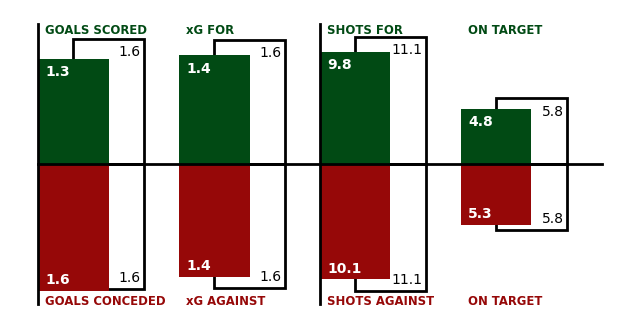 GOALS SCORED xG FOR SHOTS FOR ON TARGET
1.3 1.6 1.4 1.6 9.8 11.1 4.8 5.8
1.6 1.6 1.4 1.6 10.1 11.1 5.3 5.8
GOALS CONCEDED xG AGAINST SHOTS AGAINST ON TARGET